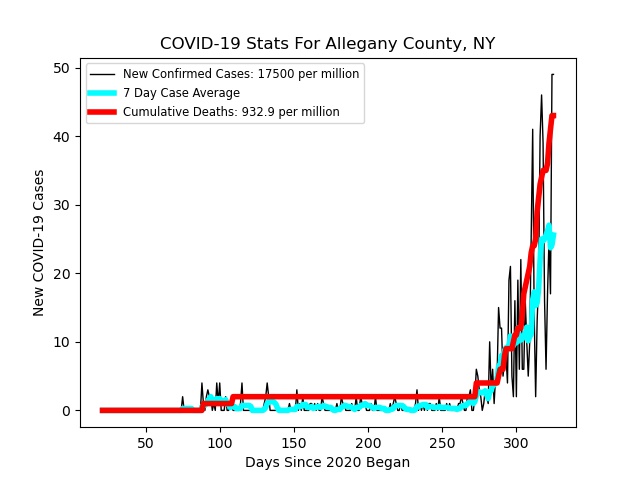 COVID-19 Stats For Allegany County, NY
New Confirmed Cases: 17500 per million
7 Day Case Average
Cumulative Deaths: 932.9 per million
New COVID-19 Cases
50
40
30
20
10
0
50 100 150 200 250 300
Days Since 2020 Began